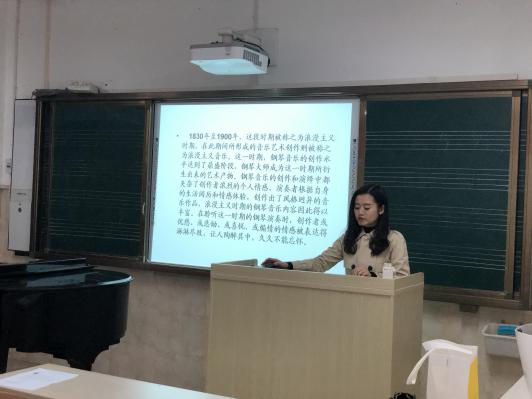 • 1830年至1900年，这段时期被称之为浪漫主义
时期，在此期间所形成的音乐艺术创作则被称之
为浪漫主义音乐。这一时期，钢琴音乐的创作水
平达到了鼎盛阶段，钢琴大师成为这一时期所衍
生出来的艺术产物。钢琴音乐的创作和演绎中都
夹杂了创作者浓烈的个人情感，演奏者根据自身
的生活阅历和情感体验，创作出了风格迥异的音
乐作品，浪漫主义时期的钢琴音乐内容因此得以
丰富。在聆听这一时期的钢琴演奏时，创作者或
忧愁、或悲恸、或喜悦、或煽情的情感被表达得
淋漓尽致，让人陶醉其中，久久不能忘怀。